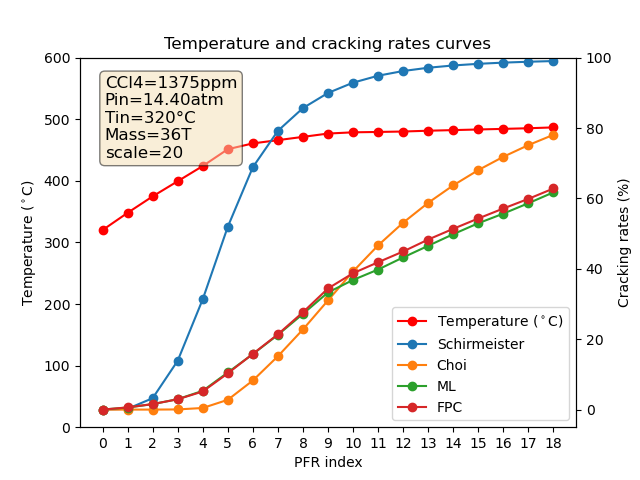 Temperature and cracking rates curves
CCl4=1375ppm
Pin=14.40atm
Tin=320°C
Mass=36T
scale=20
Temperature (°C)
600
500
400
300
200
100
0
Cracking rates (%)
100
80
60
40
20
0
Temperature (°C)
Schirmeister
Choi
ML
FPC
0 1 2 3 4 5 6 7 8 9 10 11 12 13 14 15 16 17 18
PFR index